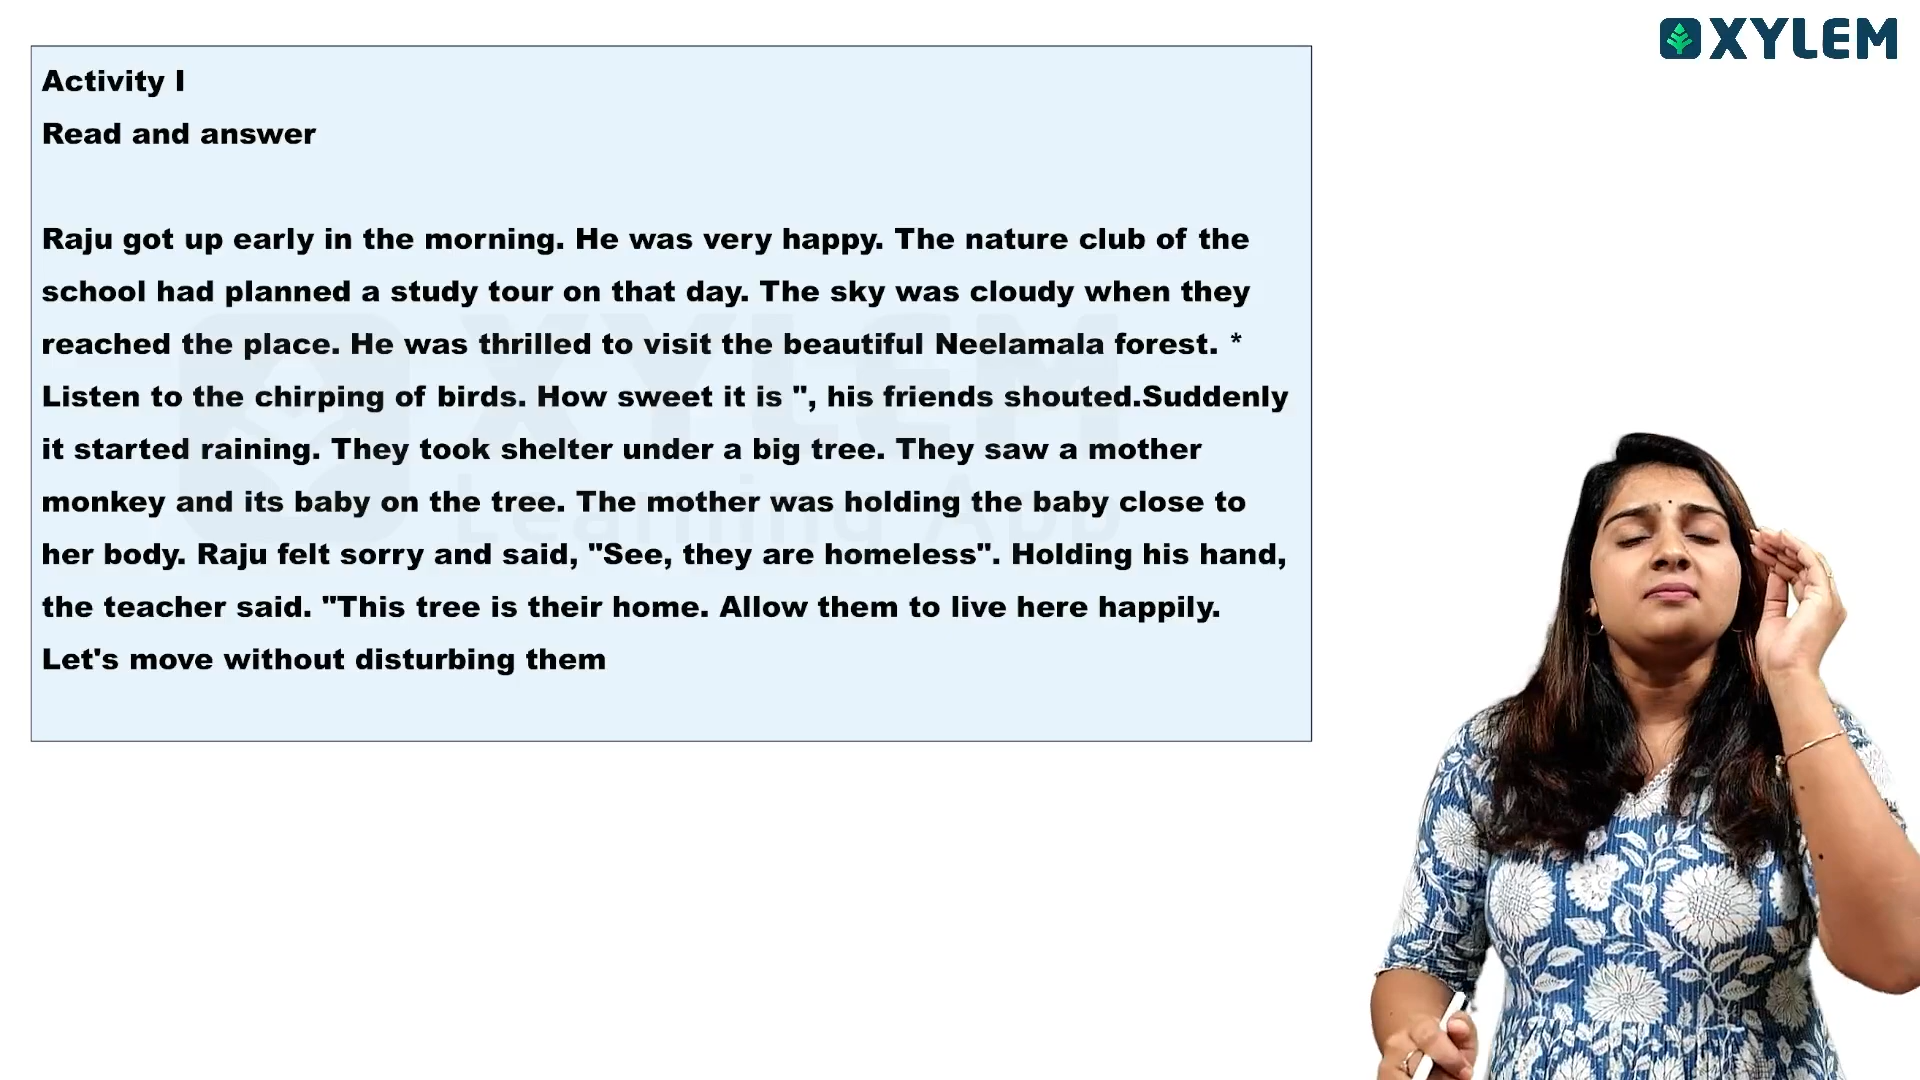 XYLEM
Activity I
Read and answer
Raju got up early in the morning. He was very happy. The nature club of the
school had planned a study tour on that day. The sky was cloudy when they
reached the place. He was thrilled to visit the beautiful Neelamala forest. *
Listen to the chirping of birds. How sweet it is ", his friends shouted.Suddenly
it started raining. They took shelter under a big tree. They saw a mother
monkey and its baby on the tree. The mother was holding the baby close to
her body. Raju felt sorry and said, "See, they are homeless". Holding his hand,
the teacher said. "This tree is their home. Allow them to live here happily.
Let's move without disturbing them
XYLEM
Learning App